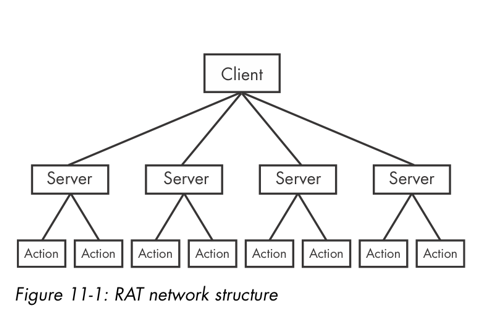 Client
Server Server Server Server
Action Action Action Action Action Action Action Action
Figure 11-1: RAT network structure